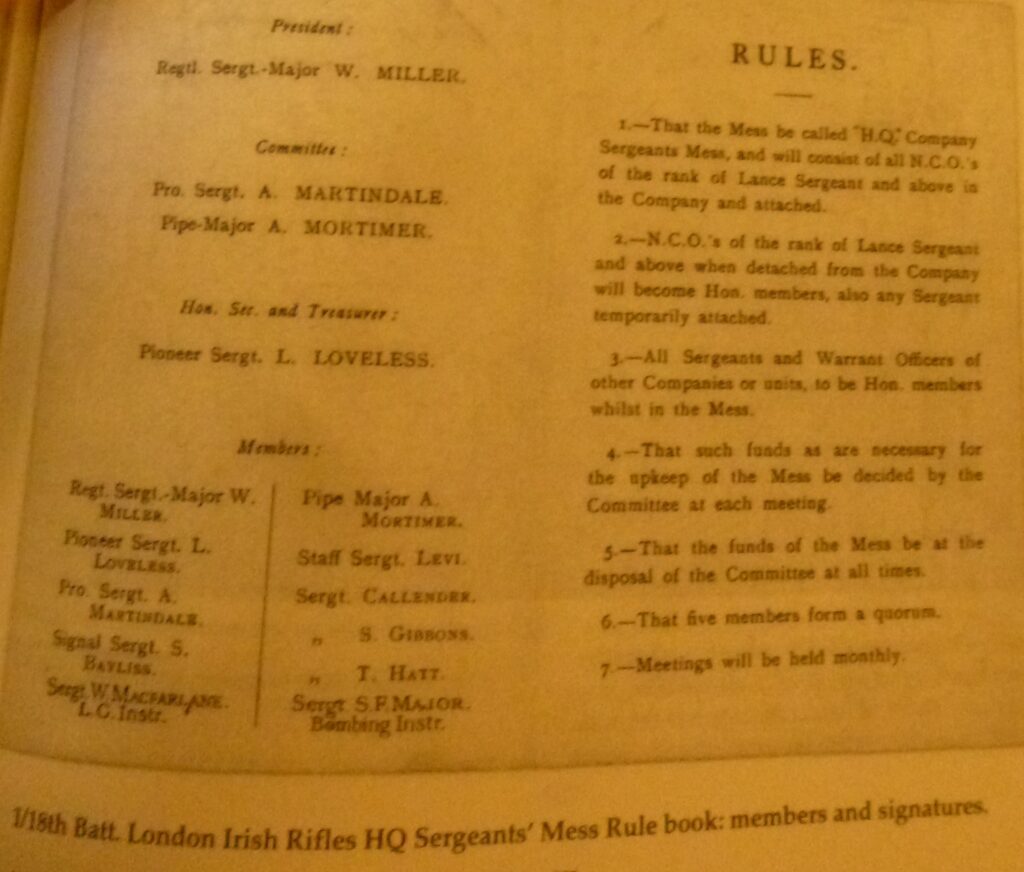 President :
Regtl. Sergt.-Major W. MILLER.
Committee :
Pro. Sergt. A. MARTINDALE.
Pipe-Major A. MORTIMER.
Hon. Sec. and Treasurer :
Pioneer Sergt. L. LOVELESS.
Members :
Regt. Sergt.-Major W.
MILLER.
Pioneer Sergt. L.
LOVELESS.
Pro. Sergt. A.
MARTINDALE.
Signal Sergt. S.
BAYLISS.
Sergt. W. MACFARLANE.
L.G. Instr.
Pipe Major A.
MORTIMER.
Staff Sergt. LEVI.
Sergt. CALLENDER.
„ S. GIBBONS.
„ T. HATT.
Sergt S.F. MAJOR.
Bombing Instr.
RULES.
1.—That the Mess be called "H.Q." Company
Sergeants Mess, and will consist of all N.C.O.'s
of the rank of Lance Sergeant and above in
the Company and attached.
2.—N.C.O.'s of the rank of Lance Sergeant
and above when detached from the Company
will become Hon. members, also any Sergeant
temporarily attached.
3.—All Sergeants and Warrant Officers of
other Companies or units, to be Hon. members
whilst in the Mess.
4.—That such funds as are necessary for
the upkeep of the Mess be decided by the
Committee at each meeting.
5.—That the funds of the Mess be at the
disposal of the Committee at all times.
6.—That five members form a quorum.
7.—Meetings will be held monthly.
1/18th Batt. London Irish Rifles HQ Sergeants' Mess Rule book: members and signatures.